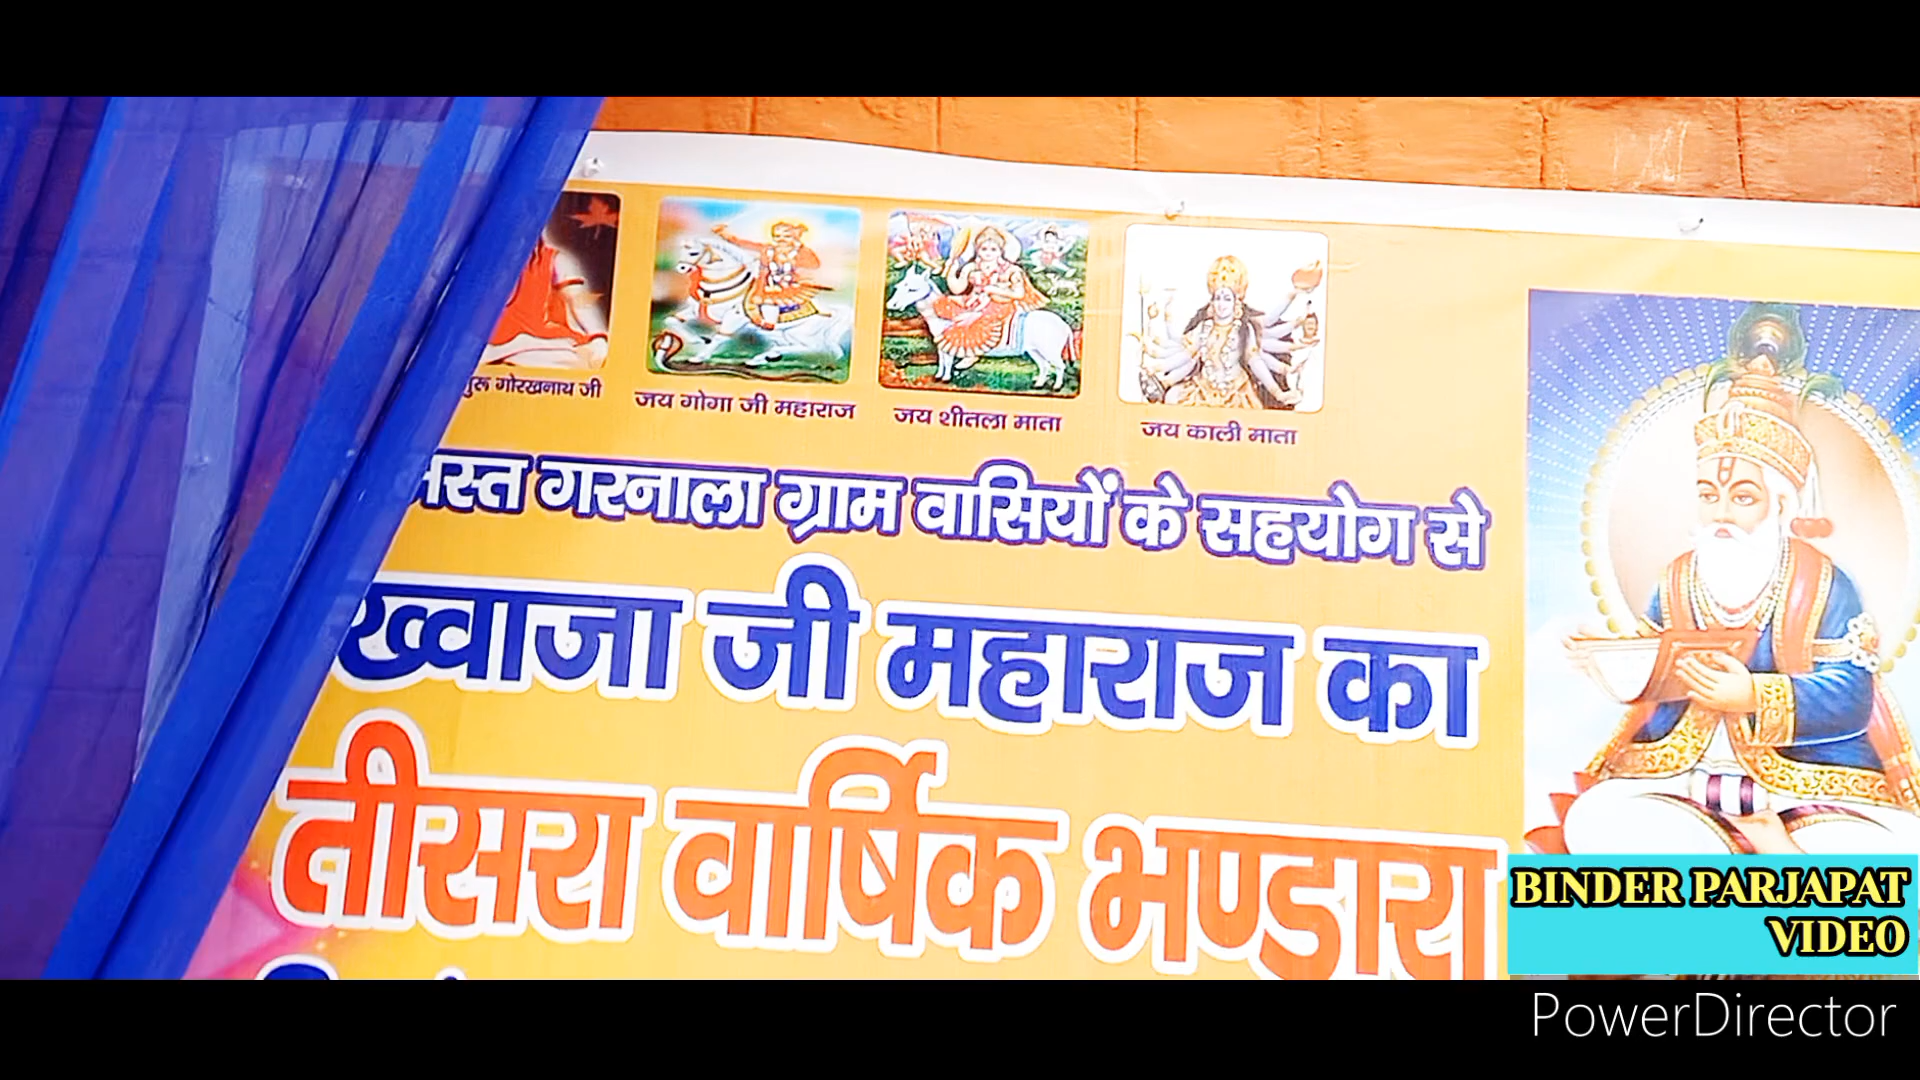 गुरू गोरखनाथ जी
जय गोगा जी महाराज
जय शीतला माता
जय काली माता
गरनाला ग्राम वासियों के सहयोग से
ख्वाजा जी महाराज का
तीसरा वार्षिक भण्डारा
BINDER PARJAPAT
VIDEO
PowerDirector